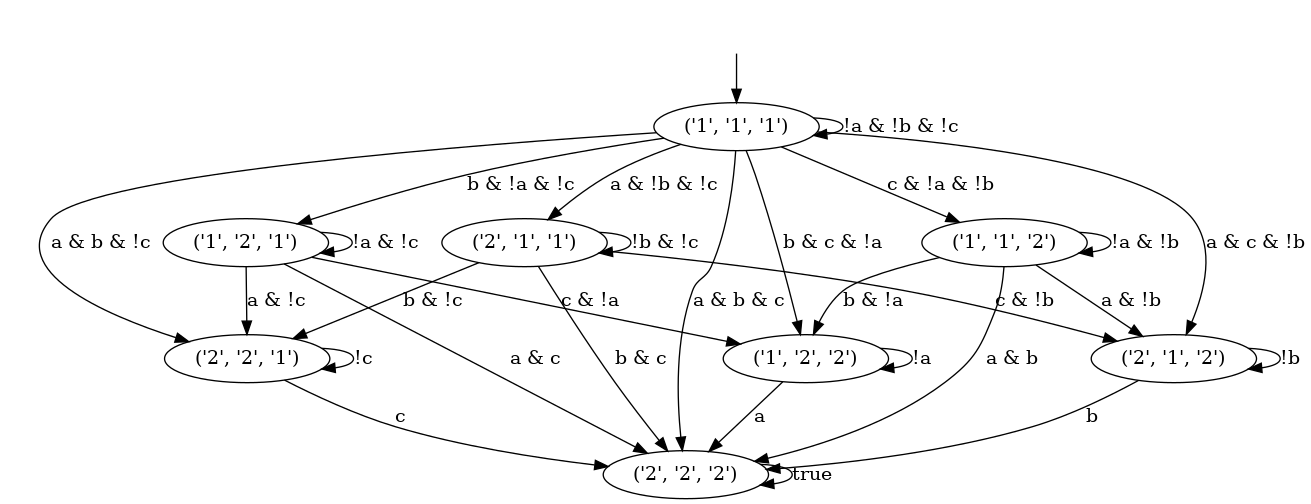 ('1', '1', '1')
!a & !b & !c
b & !a & !c
a & !b & !c
c & !a & !b
a & b & !c
('1', '2', '1')
!a & !c
('2', '1', '1')
!b & !c
b & c & !a
('1', '1', '2')
!a & !b
a & c & !b
a & !c
b & !c
c & !a
a & b & c
b & !a
c & !b
a & !b
('2', '2', '1')
!c
a & c
b & c
('1', '2', '2')
!a
a & b
('2', '1', '2')
!b
c
a
b
('2', '2', '2')
true